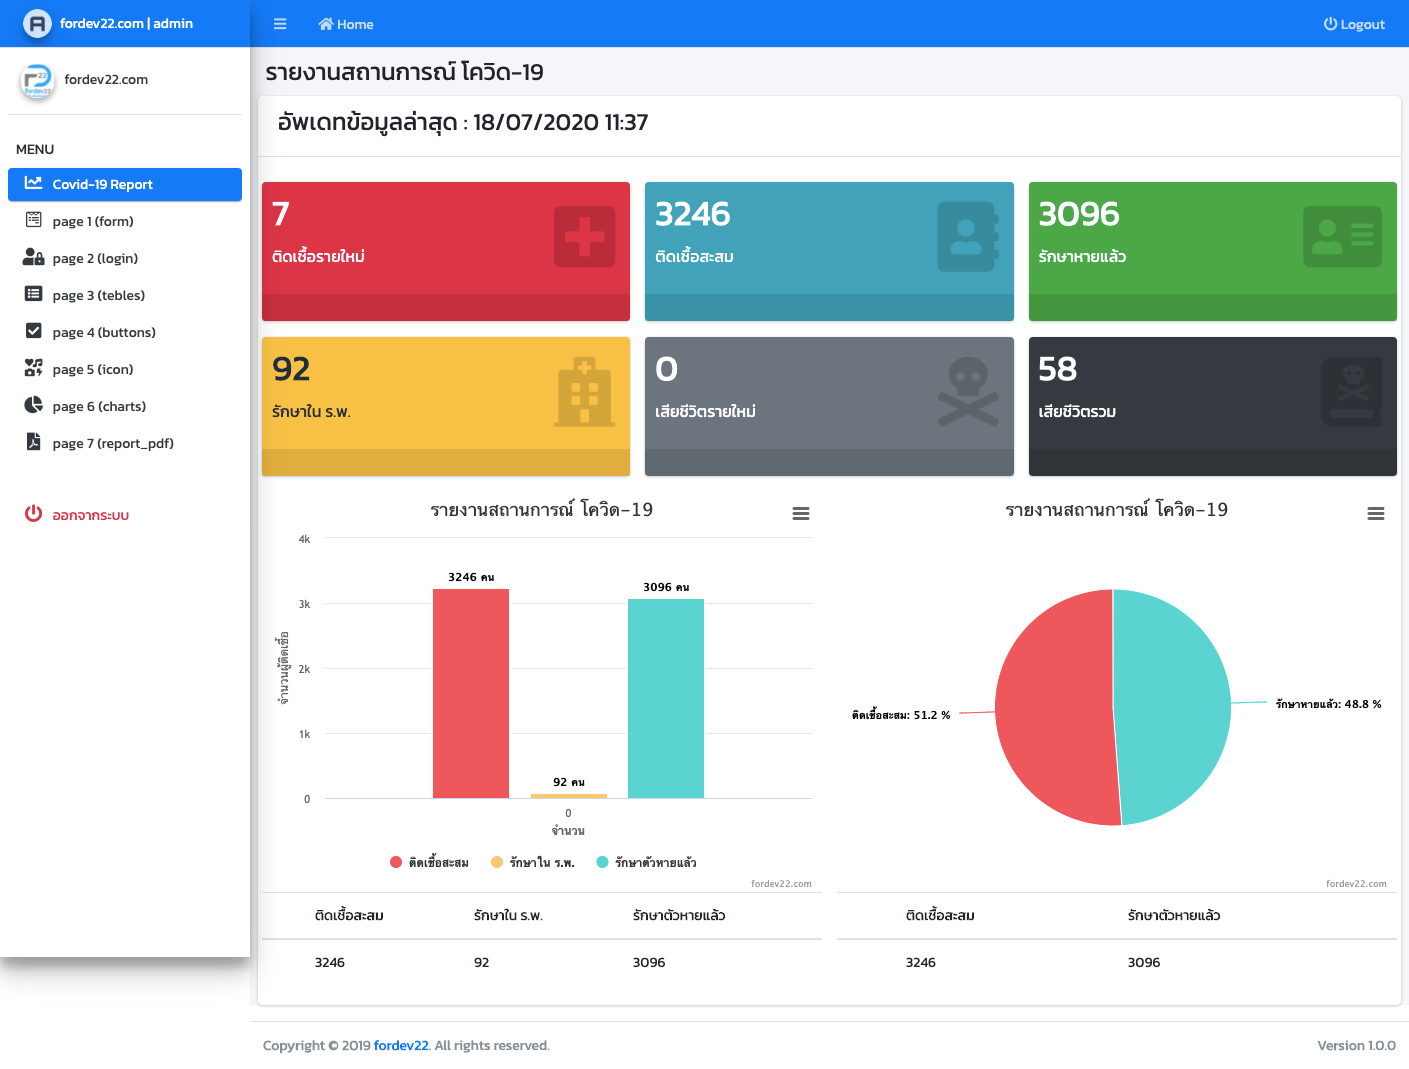 fordev22.com | admin
Home
Logout
fordev22.com
MENU
Covid-19 Report
page 1 (form)
page 2 (login)
page 3 (tebles)
page 4 (buttons)
page 5 (icon)
page 6 (charts)
page 7 (report_pdf)
ออกจากระบบ
รายงานสถานการณ์ โควิด-19
อัพเดทข้อมูลล่าสุด : 18/07/2020 11:37
7
ติดเชื้อรายใหม่
3246
ติดเชื้อสะสม
3096
รักษาหายแล้ว
92
รักษาใน ร.พ.
0
เสียชีวิตรายใหม่
58
เสียชีวิตรวม
รายงานสถานการณ์ โควิด-19
4k
3k
2k
1k
0
จำนวนผู้ติดเชื้อ
3246 คน
92 คน
3096 คน
0
จำนวน
ติดเชื้อสะสม
รักษาใน ร.พ.
รักษาตัวหายแล้ว
fordev22.com
รายงานสถานการณ์ โควิด-19
ติดเชื้อสะสม: 51.2 %
รักษาหายแล้ว: 48.8 %
fordev22.com
ติดเชื้อสะสม รักษาใน ร.พ. รักษาตัวหายแล้ว
3246 92 3096
ติดเชื้อสะสม รักษาตัวหายแล้ว
3246 3096
Copyright © 2019 fordev22. All rights reserved.
Version 1.0.0